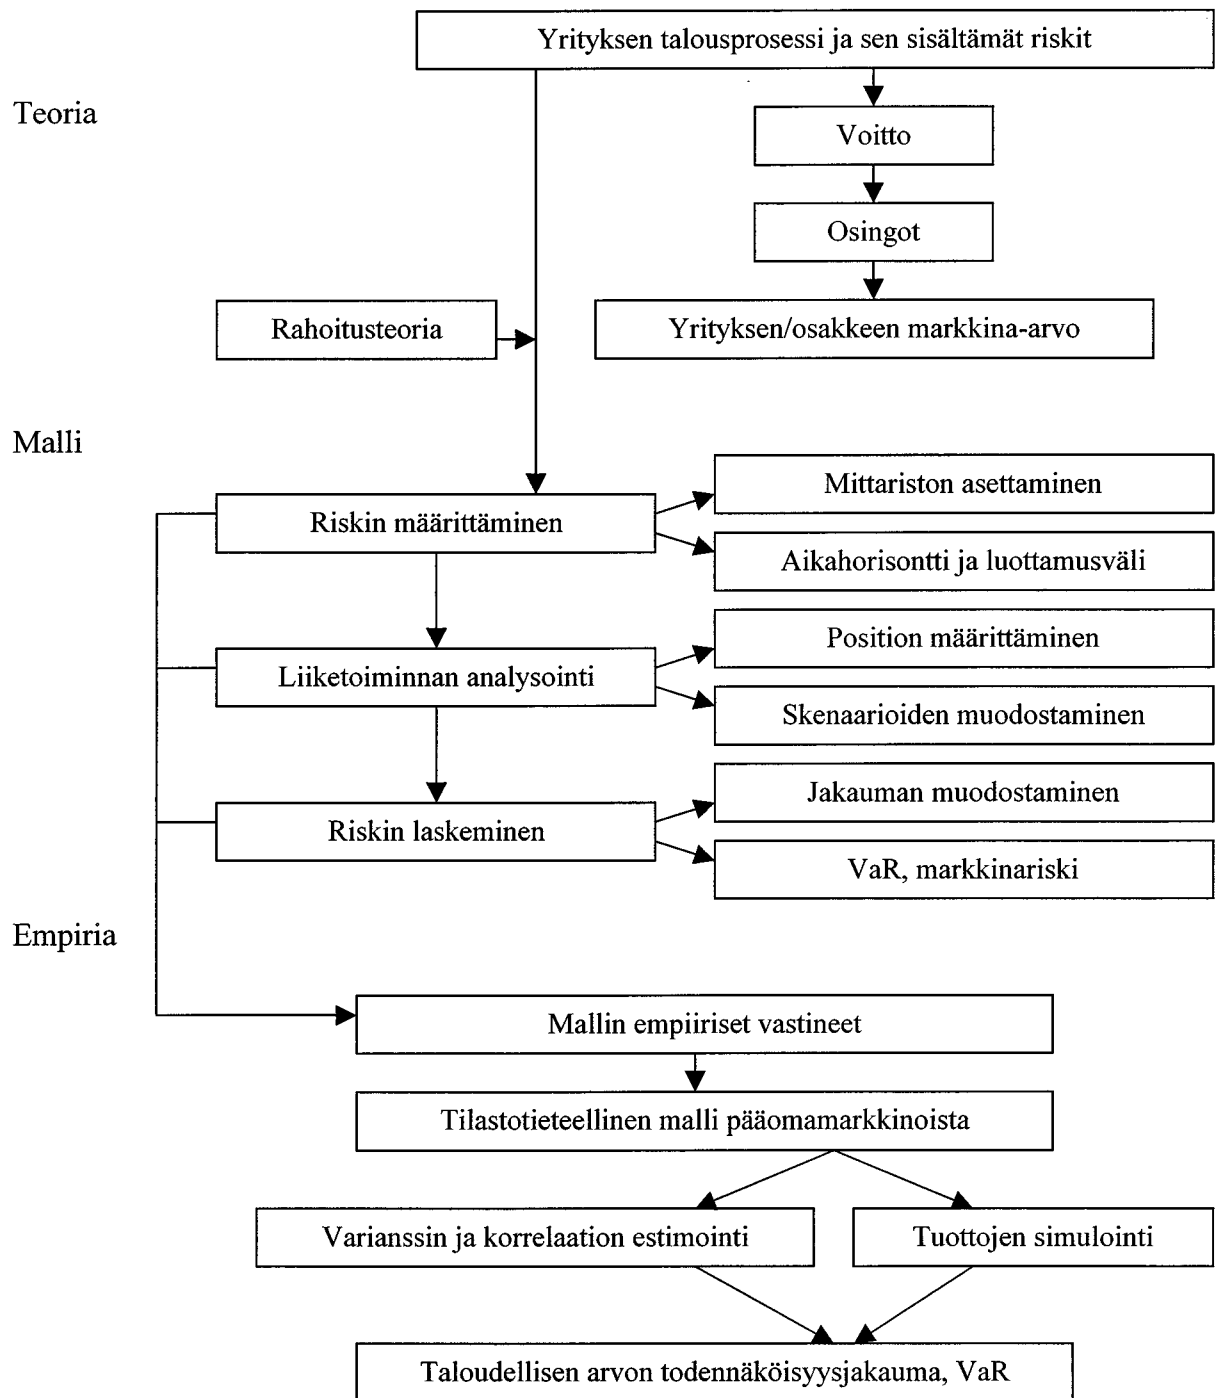 Yrityksen talousprosessi ja sen sisältämät riskit
Teoria
Voitto
Osingot
Rahoitusteoria
Yrityksen/osakkeen markkina-arvo
Malli
Mittariston asettaminen
Riskin määrittäminen
Aikahorisontti ja luottamusväli
Position määrittäminen
Liiketoiminnan analysointi
Skenaarioiden muodostaminen
Jakauman muodostaminen
Riskin laskeminen
VaR, markkinariski
Empiria
Mallin empiiriset vastineet
Tilastotieteellinen malli pääomamarkkinoista
Varianssin ja korrelaation estimointi
Tuottojen simulointi
Taloudellisen arvon todennäköisyysjakauma, VaR